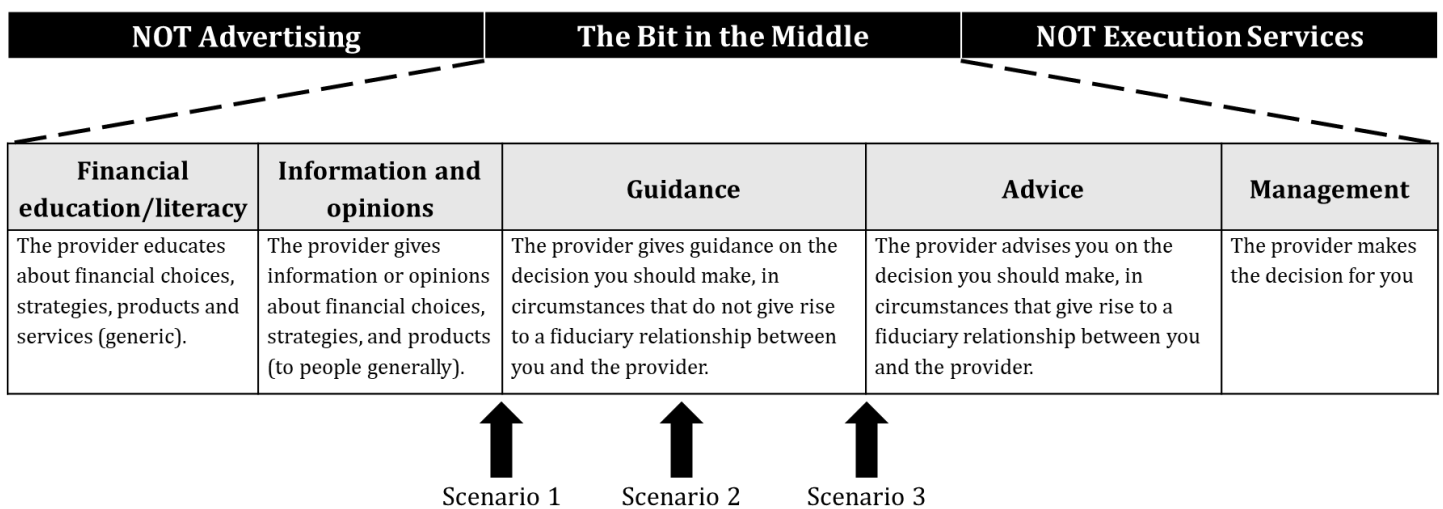 NOT Advertising
The Bit in the Middle
NOT Execution Services
Financial
education/literacy
Information and
opinions
Guidance
Advice
Management
The provider educates
about financial choices,
strategies, products and
services (generic).
The provider gives
information or opinions
about financial choices,
strategies, and products
(to people generally).
The provider gives guidance on the
decision you should make, in
circumstances that do not give rise
to a fiduciary relationship between
you and the provider.
The provider advises you on the
decision you should make, in
circumstances that give rise to a
fiduciary relationship between you
and the provider.
The provider makes
the decision for you
Scenario 1
Scenario 2
Scenario 3